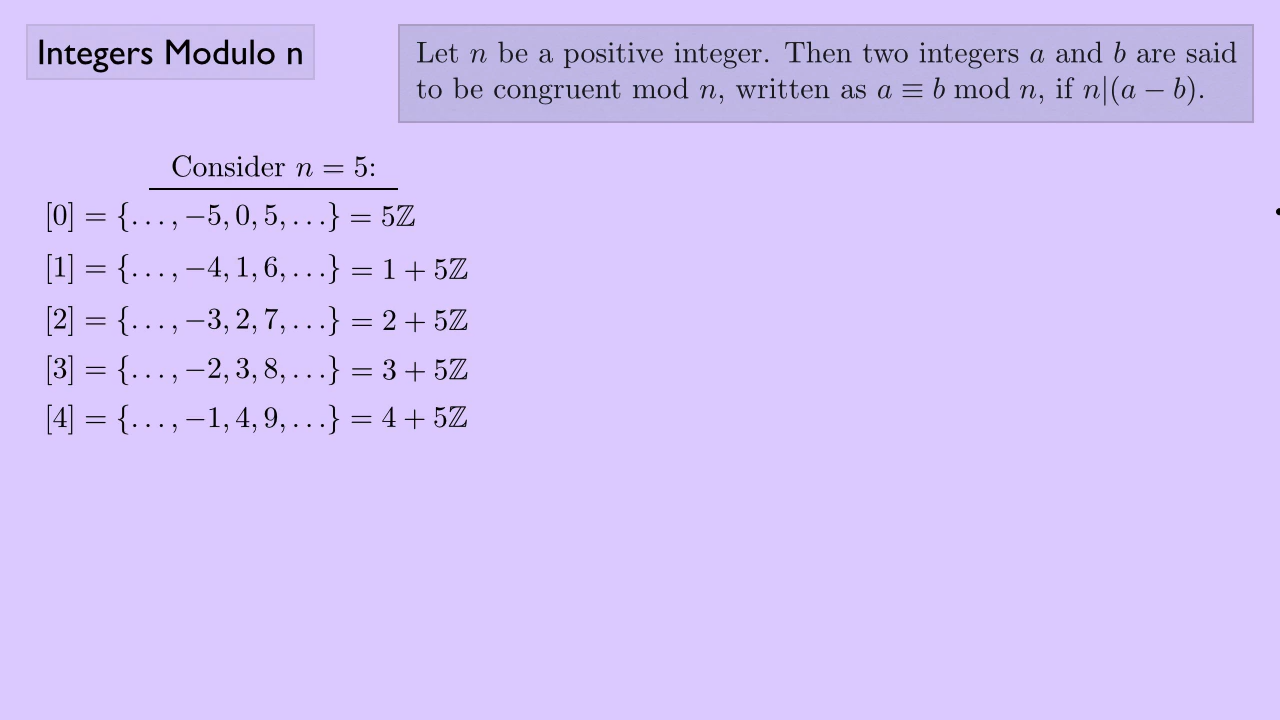 Integers Modulo n
Let n be a positive integer. Then two integers a and b are said
to be congruent mod n, written as a ≡ b mod n, if n|(a − b).
Consider n = 5:
[0] = {. . . , −5, 0, 5, . . .} = 5ℤ
[1] = {. . . , −4, 1, 6, . . .} = 1 + 5ℤ
[2] = {. . . , −3, 2, 7, . . .} = 2 + 5ℤ
[3] = {. . . , −2, 3, 8, . . .} = 3 + 5ℤ
[4] = {. . . , −1, 4, 9, . . .} = 4 + 5ℤ